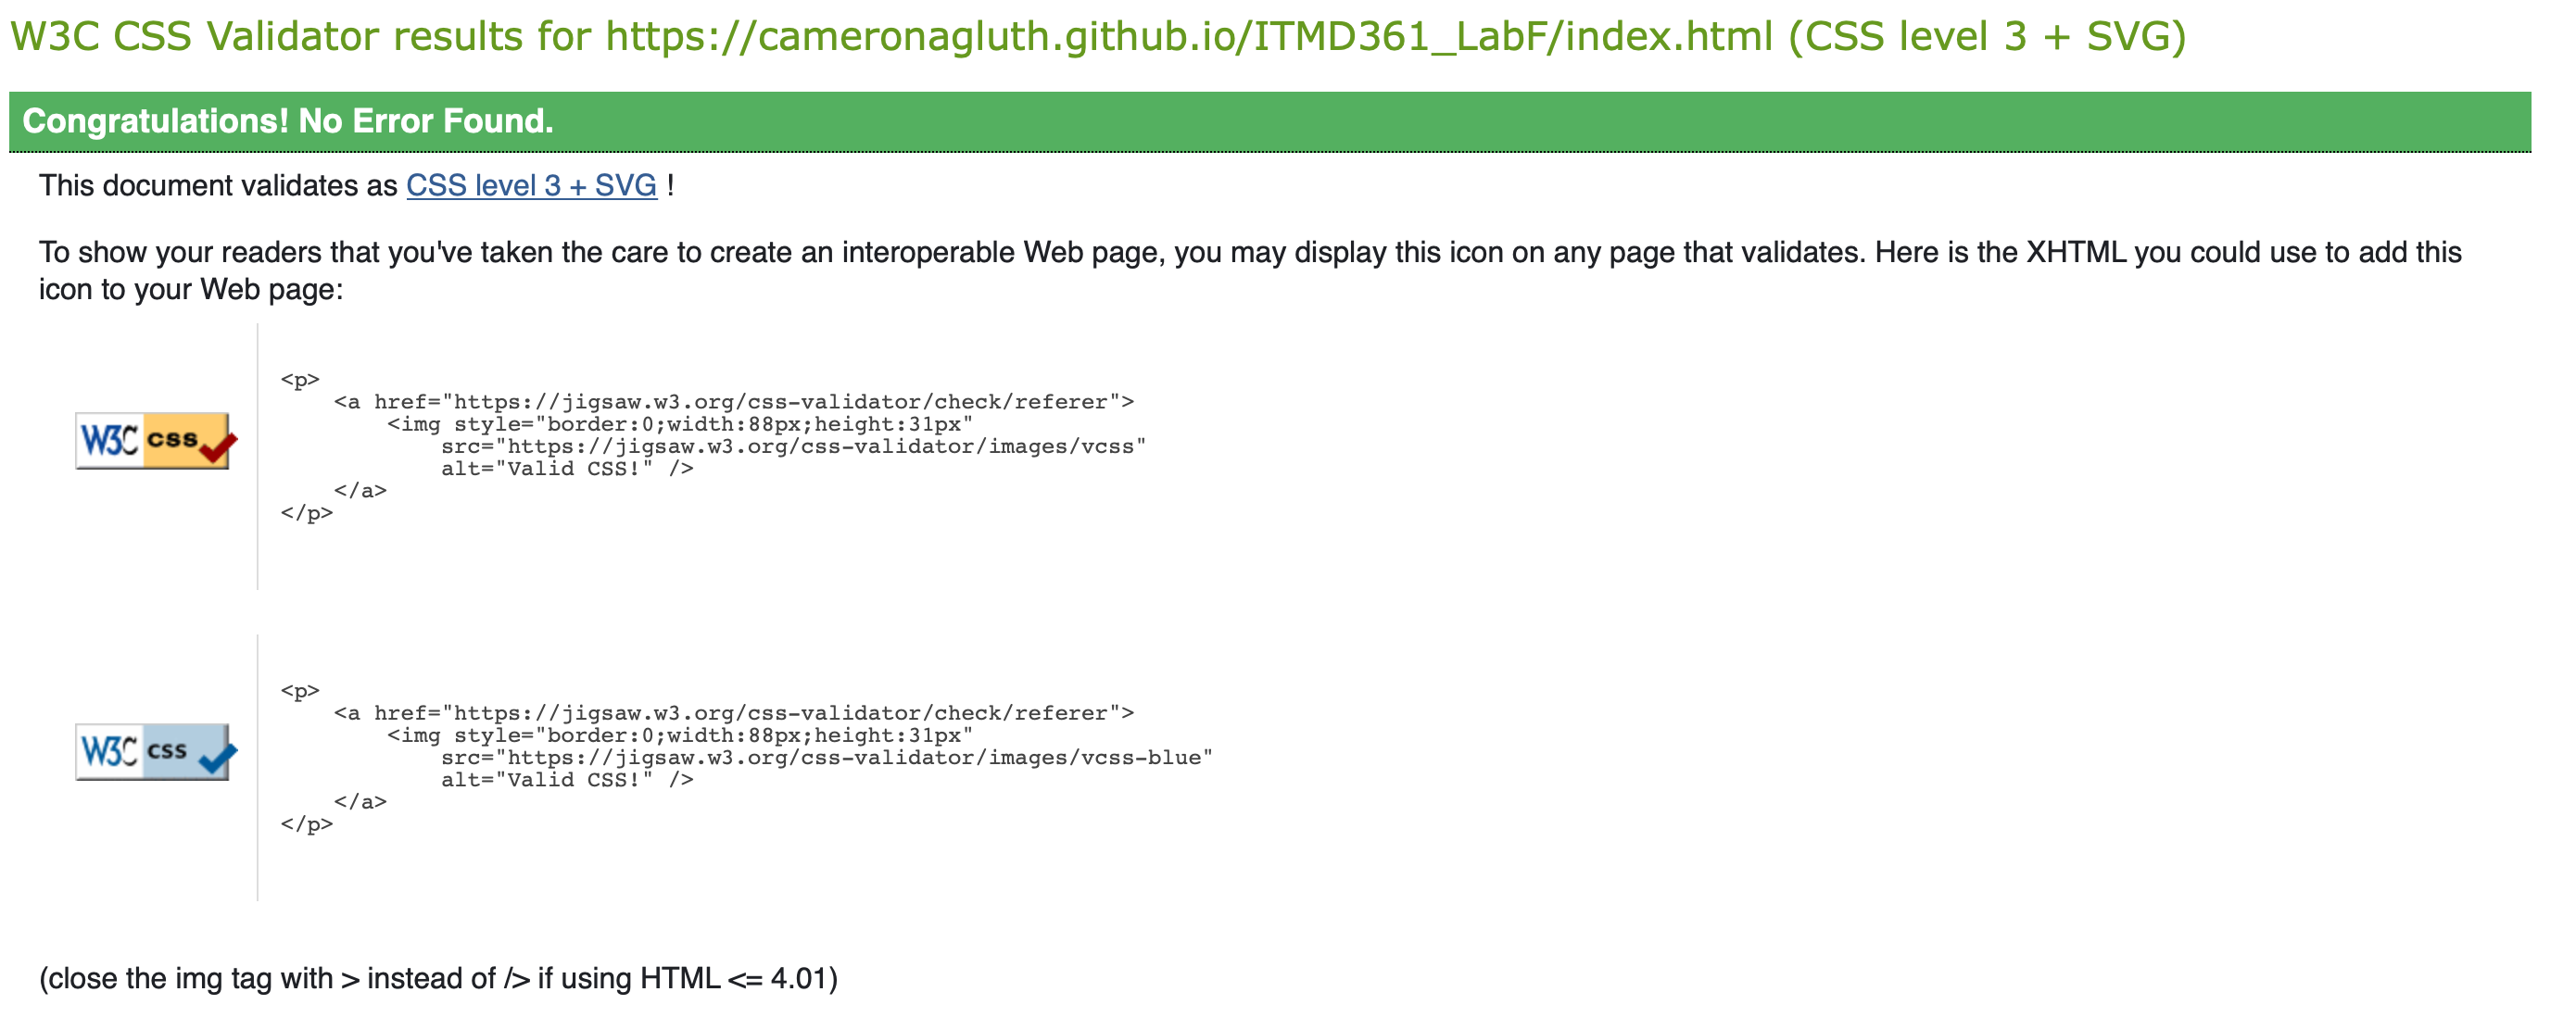 W3C CSS Validator results for https://cameronagluth.github.io/ITMD361_LabF/index.html (CSS level 3 + SVG)
Congratulations! No Error Found.
This document validates as CSS level 3 + SVG !
To show your readers that you've taken the care to create an interoperable Web page, you may display this icon on any page that validates. Here is the XHTML you could use to add this
icon to your Web page:
W3C css
<p>
    <a href="https://jigsaw.w3.org/css-validator/check/referer">
        <img style="border:0;width:88px;height:31px"
            src="https://jigsaw.w3.org/css-validator/images/vcss"
            alt="Valid CSS!" />
    </a>
</p>
W3C css
<p>
    <a href="https://jigsaw.w3.org/css-validator/check/referer">
        <img style="border:0;width:88px;height:31px"
            src="https://jigsaw.w3.org/css-validator/images/vcss-blue"
            alt="Valid CSS!" />
    </a>
</p>
(close the img tag with > instead of /> if using HTML <= 4.01)